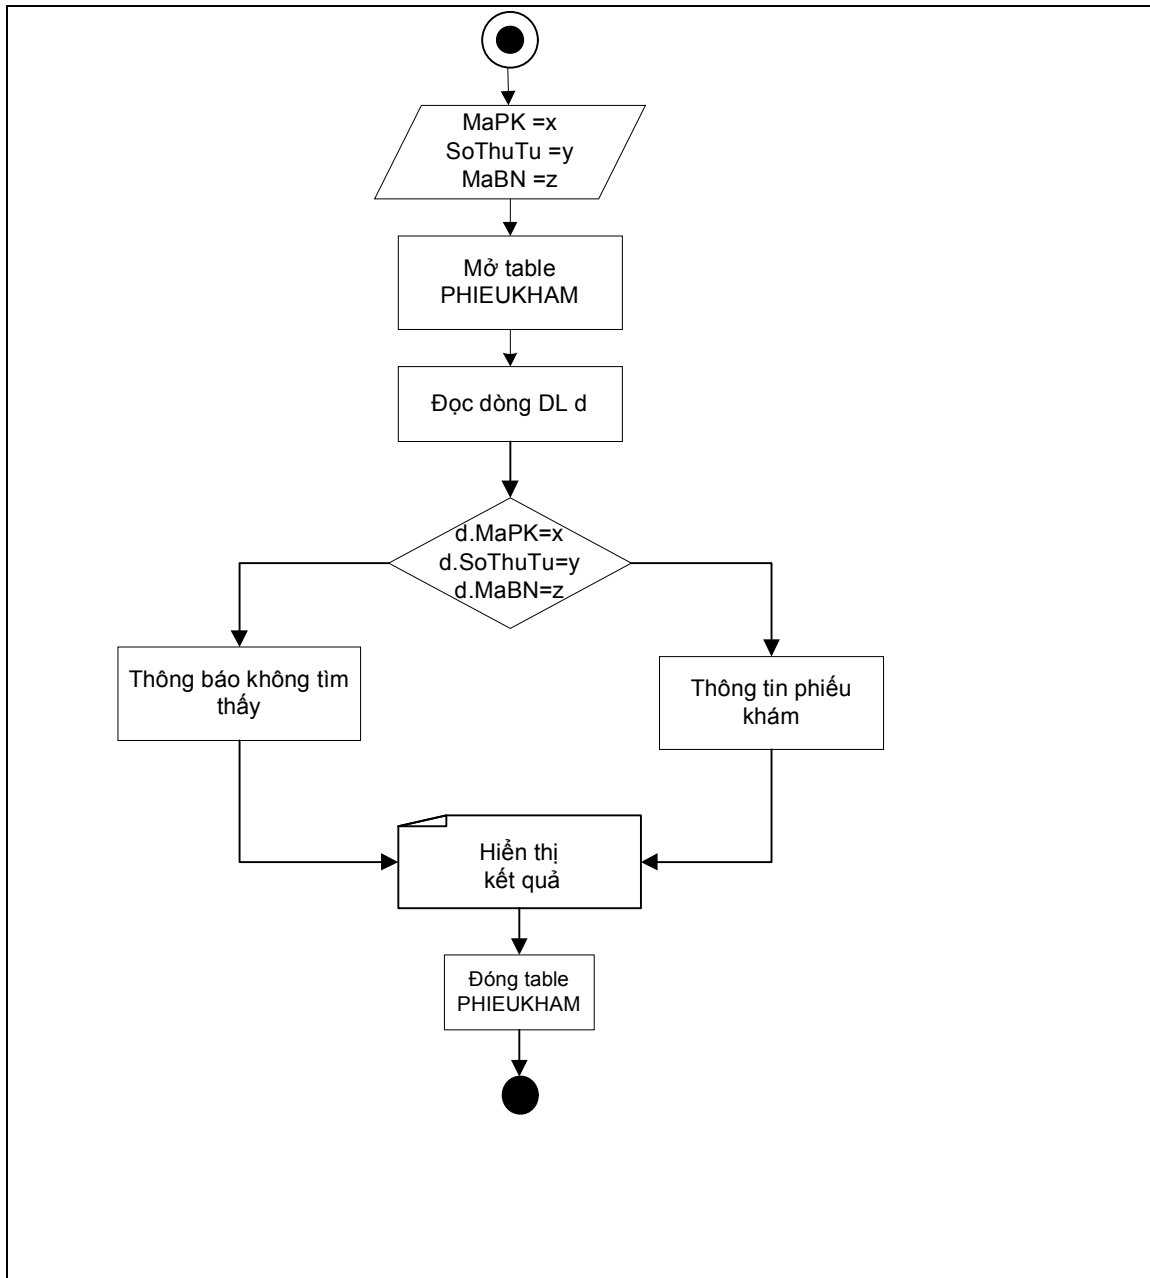 MaPK =x
SoThuTu =y
MaBN =z
Mở table
PHIEUKHAM
Đọc dòng DL d
d.MaPK=x
d.SoThuTu=y
d.MaBN=z
Thông báo không tìm
thấy
Thông tin phiếu
khám
Hiển thị
kết quả
Đóng table
PHIEUKHAM